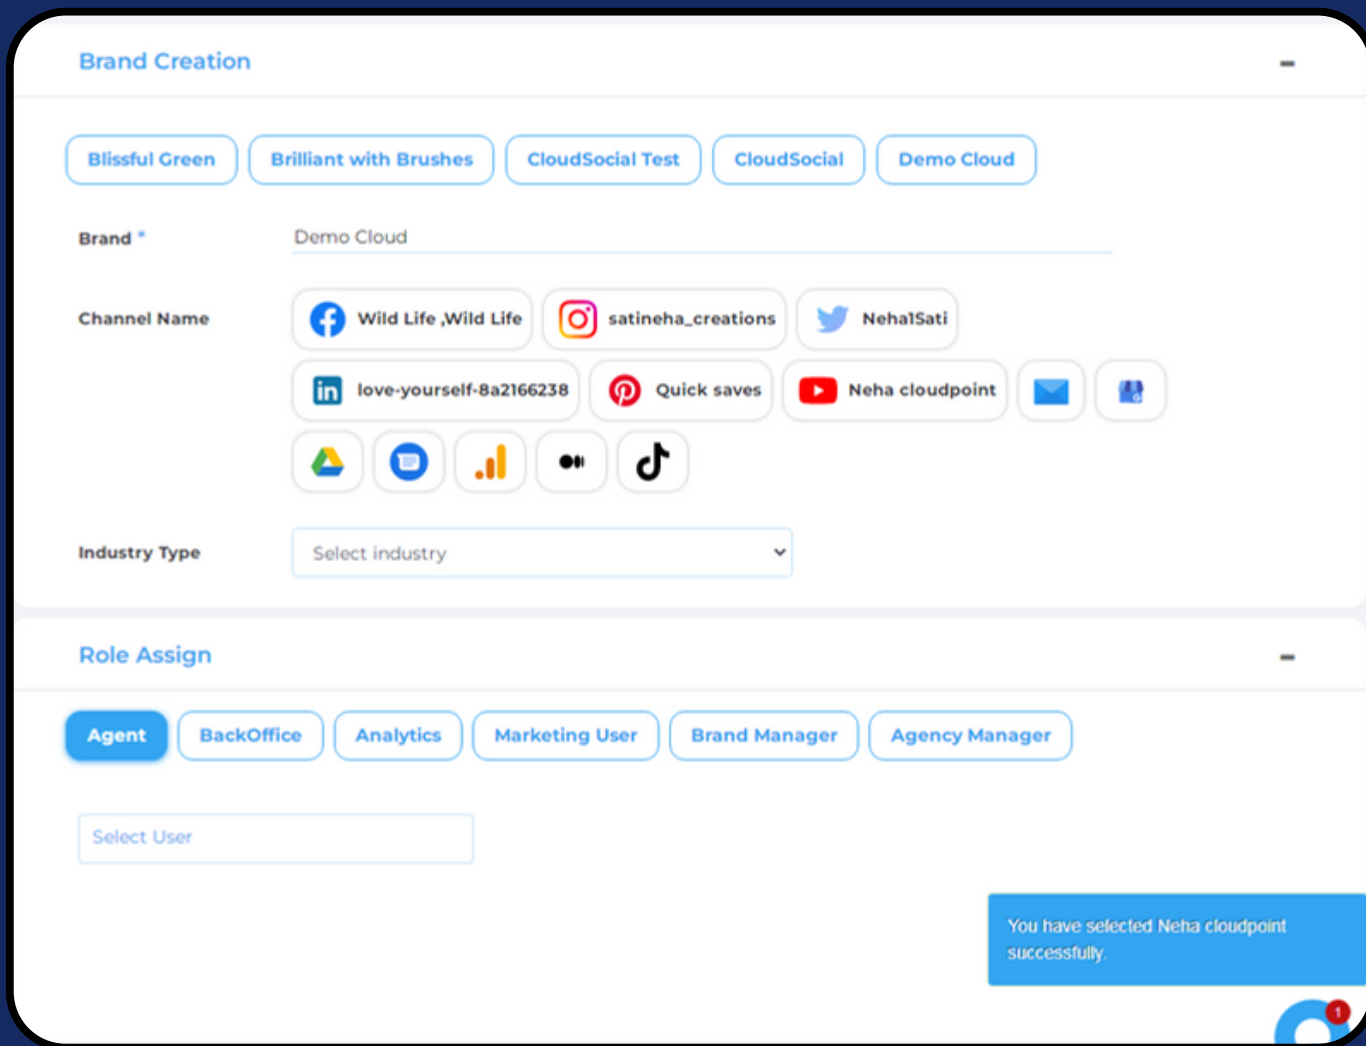 Brand Creation
Blissful Green Brilliant with Brushes CloudSocial Test CloudSocial Demo Cloud
Brand * Demo Cloud
Channel Name Wild Life ,Wild Life satineha_creations Neha1Sati
in love-yourself-8a2166238 Quick saves Neha cloudpoint
Industry Type Select industry
Role Assign
Agent BackOffice Analytics Marketing User Brand Manager Agency Manager
Select User
You have selected Neha cloudpoint
successfully.
1